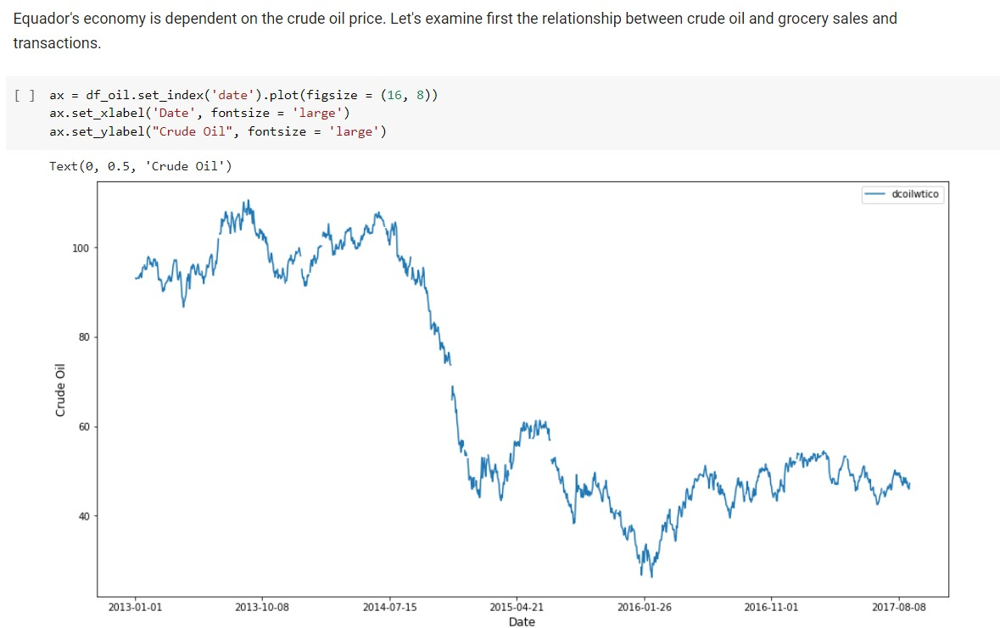 Equador's economy is dependent on the crude oil price. Let's examine first the relationship between crude oil and grocery sales and
transactions.
[ ] ax = df_oil.set_index('date').plot(figsize = (16, 8))
ax.set_xlabel('Date', fontsize = 'large')
ax.set_ylabel("Crude Oil", fontsize = 'large')
Text(0, 0.5, 'Crude Oil')
dcoilwtico
100
80
60
40
Crude Oil
2013-01-01 2013-10-08 2014-07-15 2015-04-21 2016-01-26 2016-11-01 2017-08-08
Date